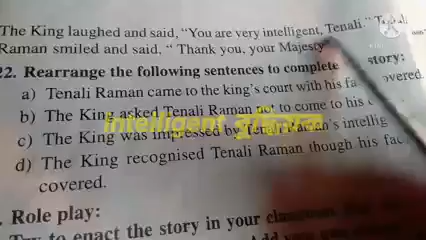 The King laughed and said, "You are very intelligent, Tenali."
Raman smiled and said, " Thank you, your Majesty
22. Rearrange the following sentences to complete story:
a) Tenali Raman came to the king's court with his fa overed.
b) The King asked Tenali Raman not to come to his c
c) The King was impressed by Tenali Raman's intellig
d) The King recognised Tenali Raman though his fac
covered.
Intelligent বুদ্ধিমান
. Role play:
Try to enact the story in your classroom